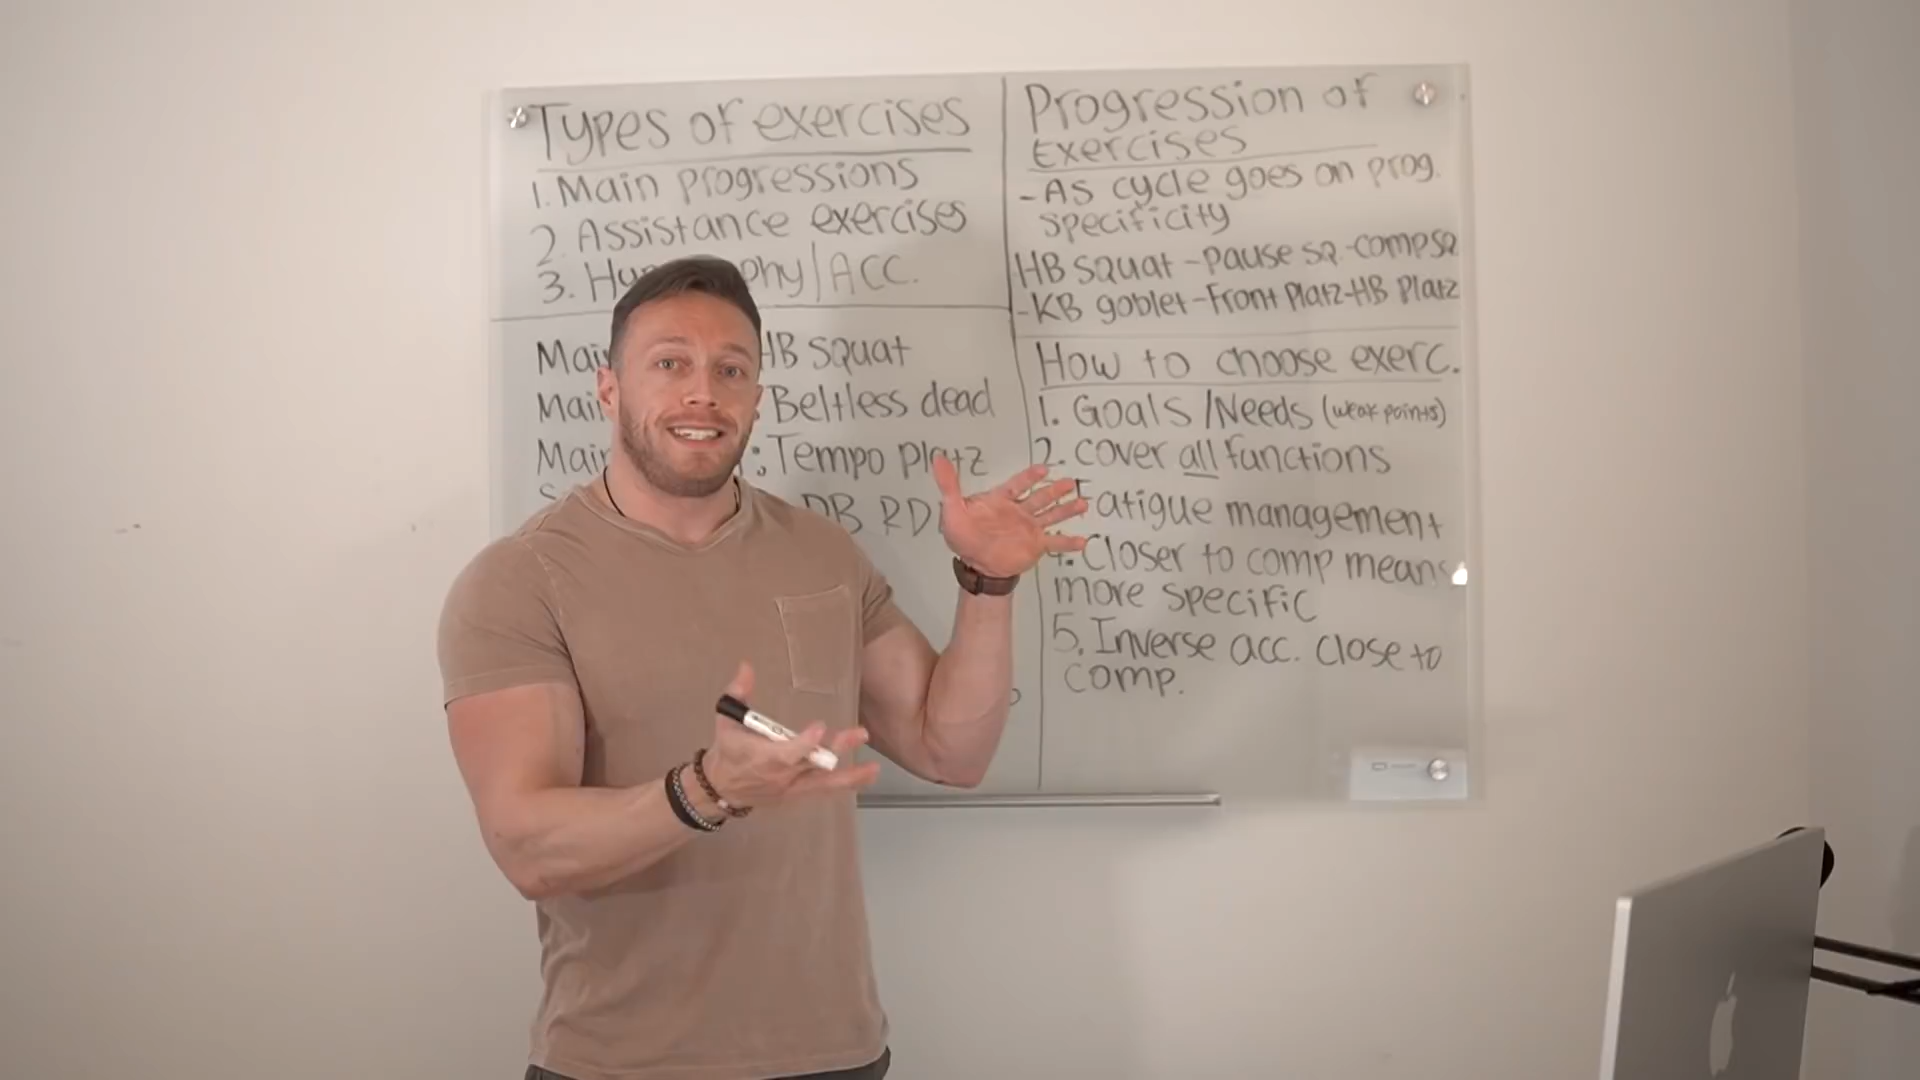 Types of exercises
1. Main progressions
2. Assistance exercises
3. phy/ACC.
HB squat
Beltless dead
: Tempo platz
DB
Progression of
Exercises
- As cycle goes on prog.
specificity
HB squat - pause sq - comp sq
- KB goblet - Front Platz - HB Platz
How to choose exerc.
1. Goals / Needs (weak points)
2. cover all functions
Fatigue management
4. Closer to comp means
more specific
5. Inverse acc. close to
comp.